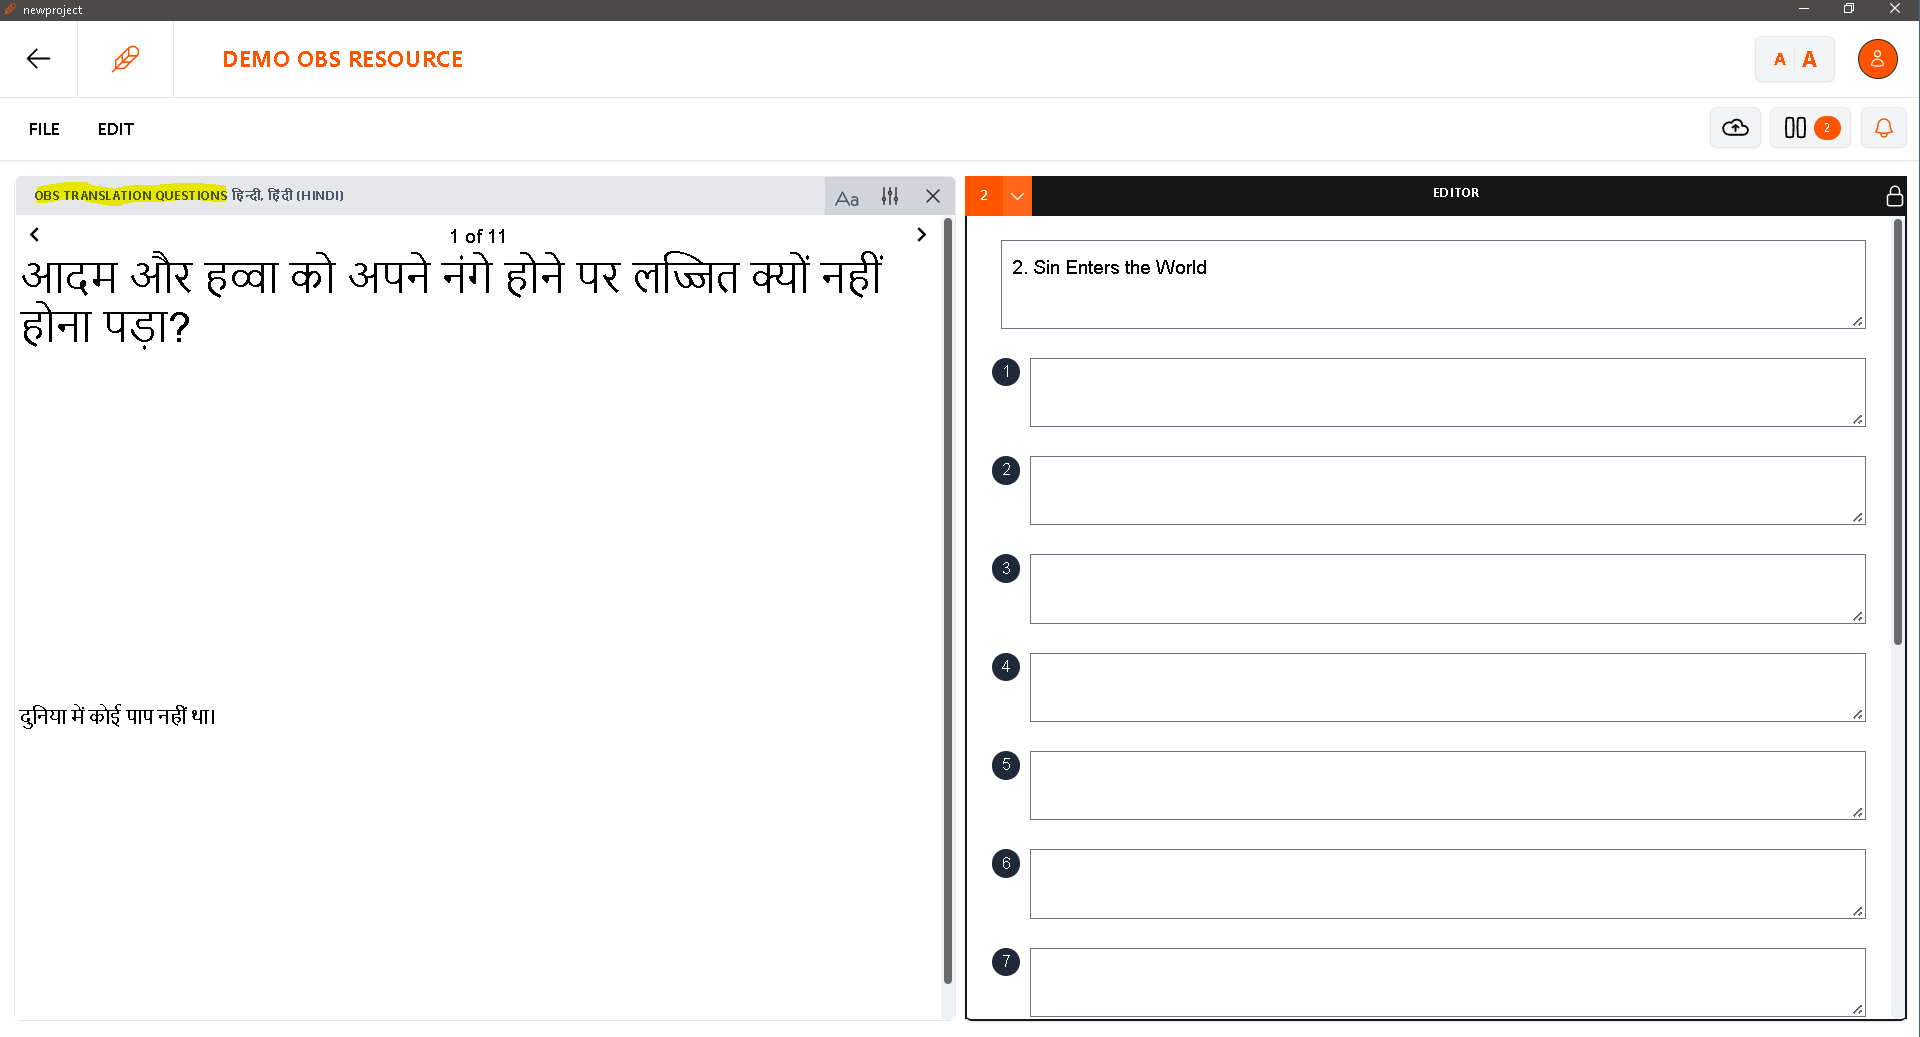 newproject
DEMO OBS RESOURCE
A A
FILE EDIT
2
OBS TRANSLATION QUESTIONS हिन्दी, हिंदी (HINDI)
Aa
1 of 11
आदम और हव्वा को अपने नंगे होने पर लज्जित क्यों नहीं
होना पड़ा?
दुनिया में कोई पाप नहीं था।
2
EDITOR
2. Sin Enters the World
1
2
3
4
5
6
7